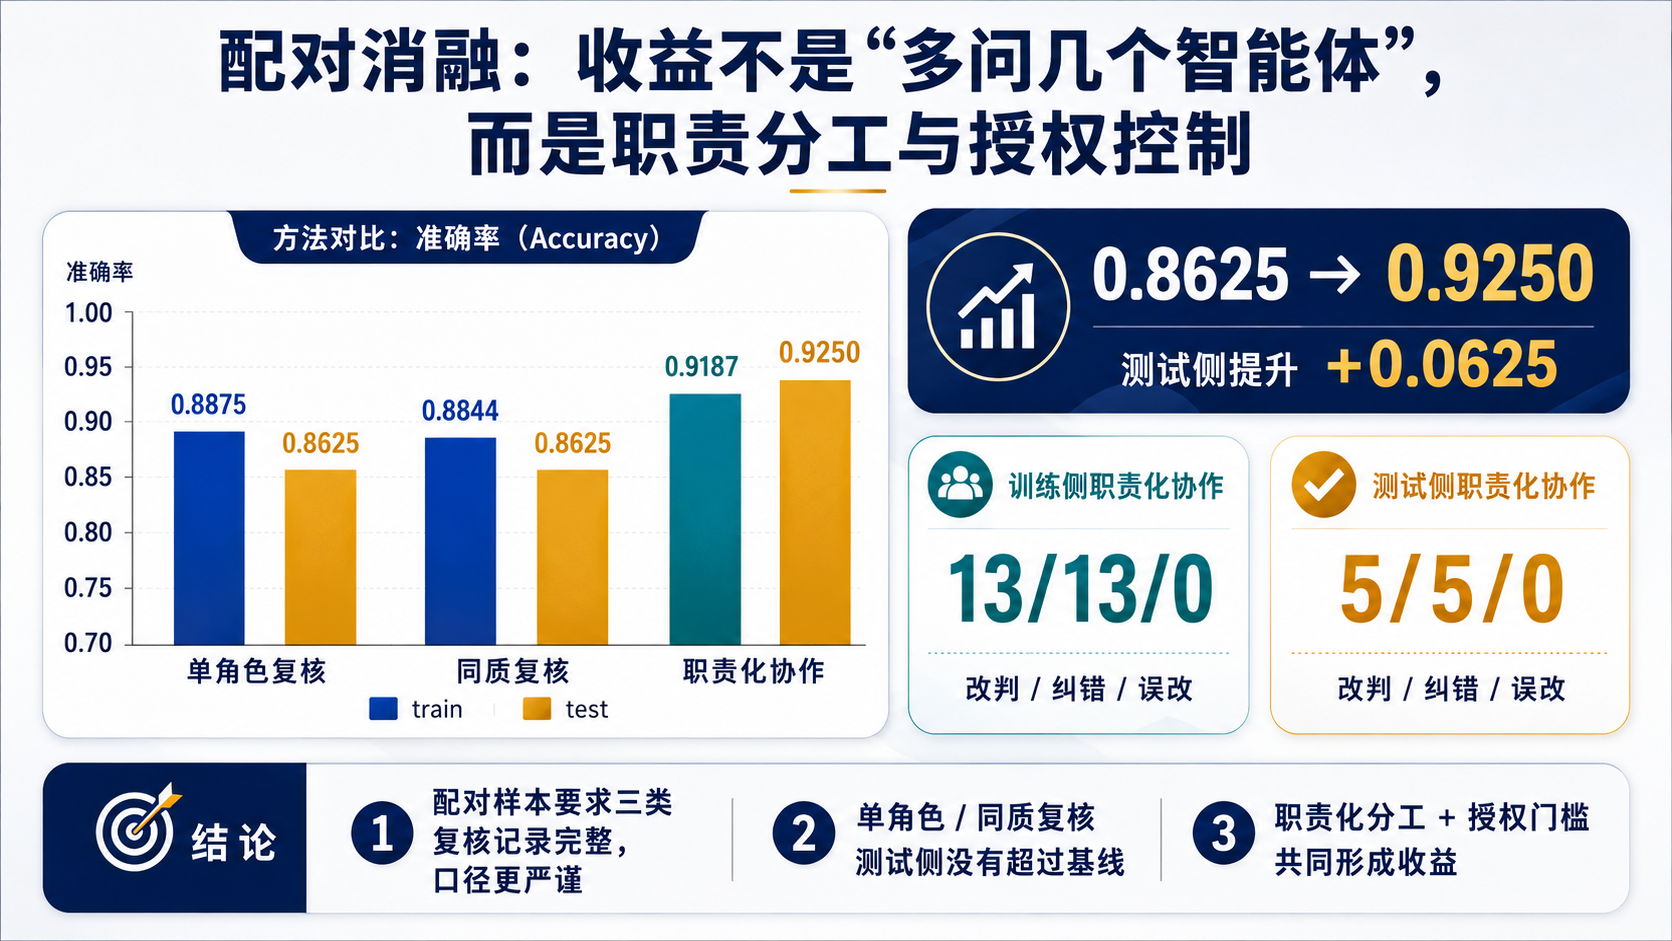 配对消融：收益不是“多问几个智能体”，
而是职责分工与授权控制
方法对比：准确率（Accuracy）
准确率
1.00
0.95
0.90
0.85
0.80
0.75
0.70
0.8875
0.8625
0.8844
0.8625
0.9187
0.9250
单角色复核
同质复核
职责化协作
train
test
0.8625 → 0.9250
测试侧提升 +0.0625
训练侧职责化协作
13/13/0
改判 / 纠错 / 误改
测试侧职责化协作
5/5/0
改判 / 纠错 / 误改
结论
1
配对样本要求三类
复核记录完整，
口径更严谨
2
单角色 / 同质复核
测试侧没有超过基线
3
职责化分工 + 授权门槛
共同形成收益